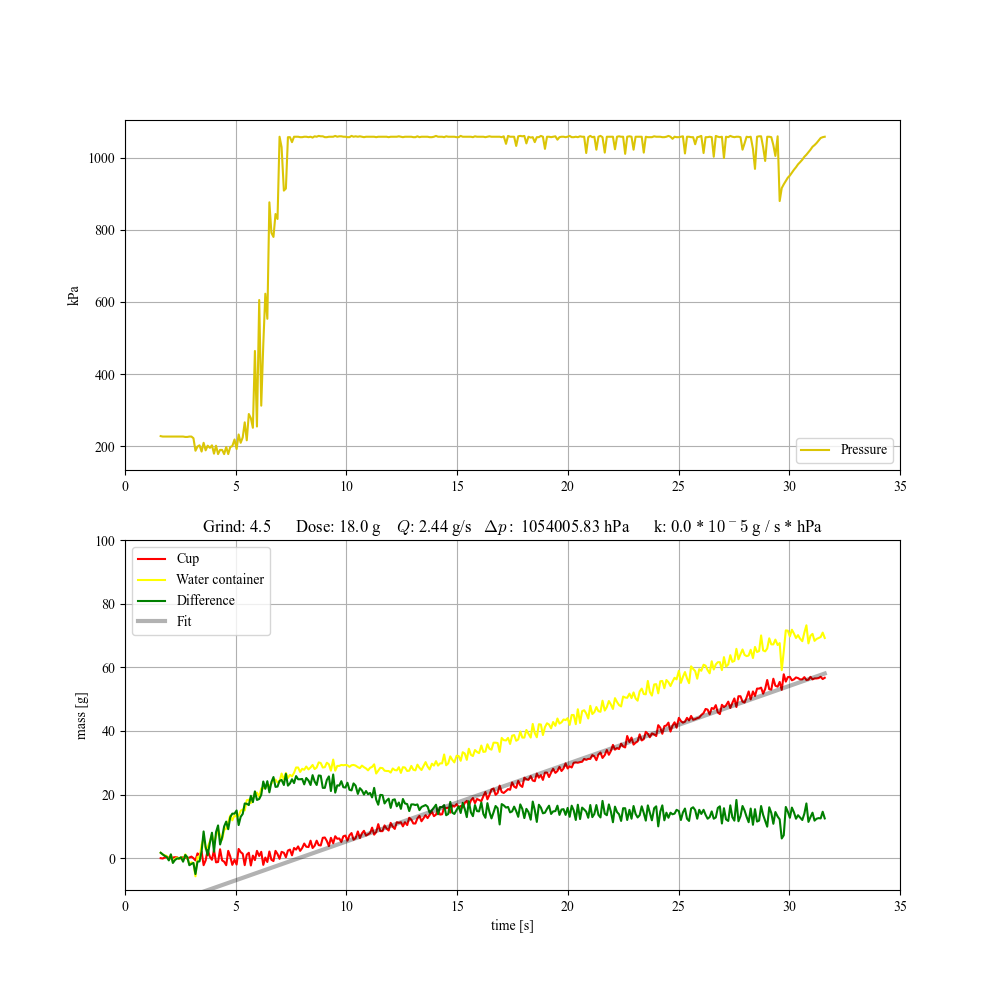 1000
800
600
400
200
kPa
0 5 10 15 20 25 30 35
Pressure
Grind: 4.5 Dose: 18.0 g Q: 2.44 g/s Δp: 1054005.83 hPa k: 0.0 * 10⁻5 g / s * hPa
100
80
60
40
20
0
mass [g]
Cup
Water container
Difference
Fit
0 5 10 15 20 25 30 35
time [s]